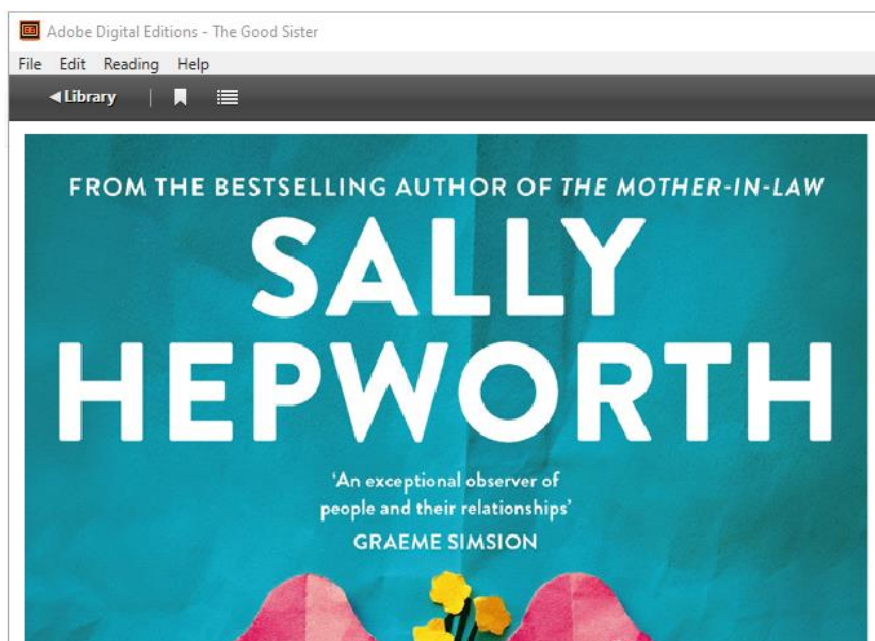 Adobe Digital Editions - The Good Sister
File Edit Reading Help
Library
FROM THE BESTSELLING AUTHOR OF THE MOTHER-IN-LAW
SALLY
HEPWORTH
'An exceptional observer of
people and their relationships'
GRAEME SIMSION